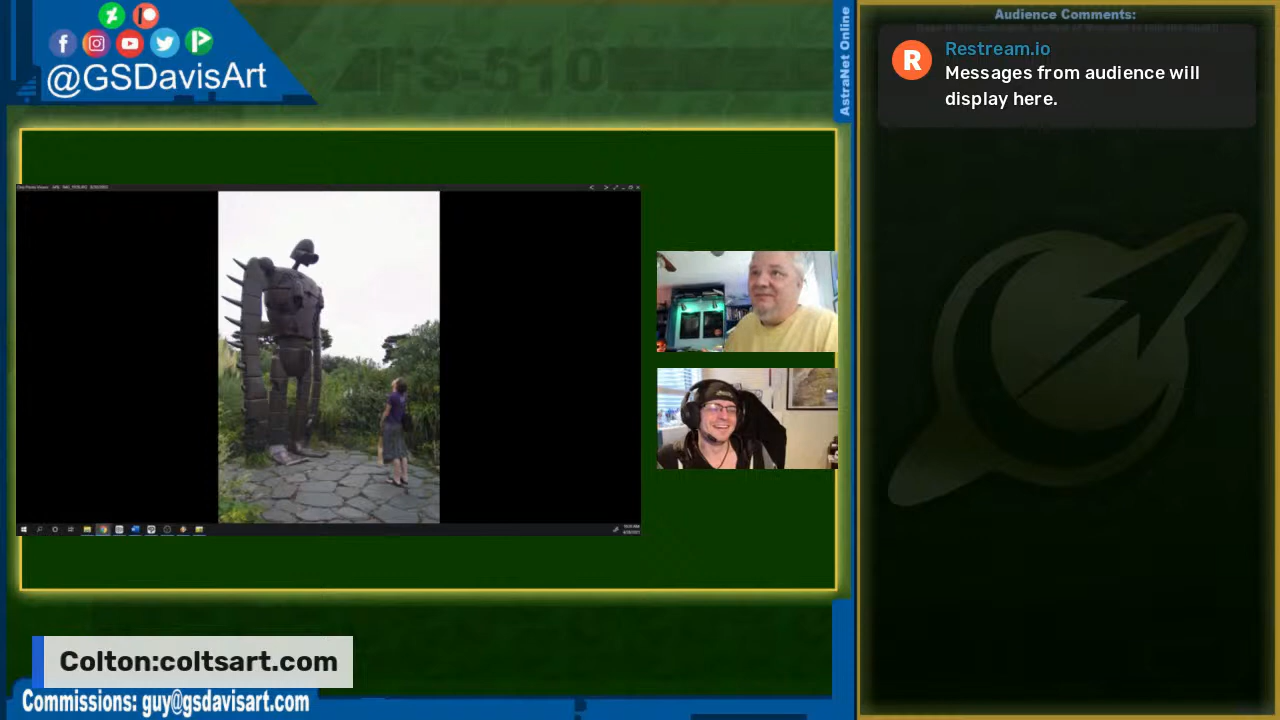 @GSDavisArt
AstraNet Online
Audience Comments:
R
Restream.io
Messages from audience will
display here.
Colton:coltsart.com
Commissions: guy@gsdavisart.com